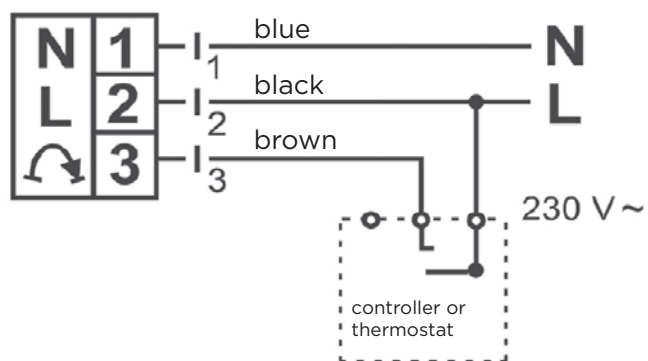 N 1 1 blue N
L 2 2 black L
3 3 brown
230 V ~
controller or
thermostat